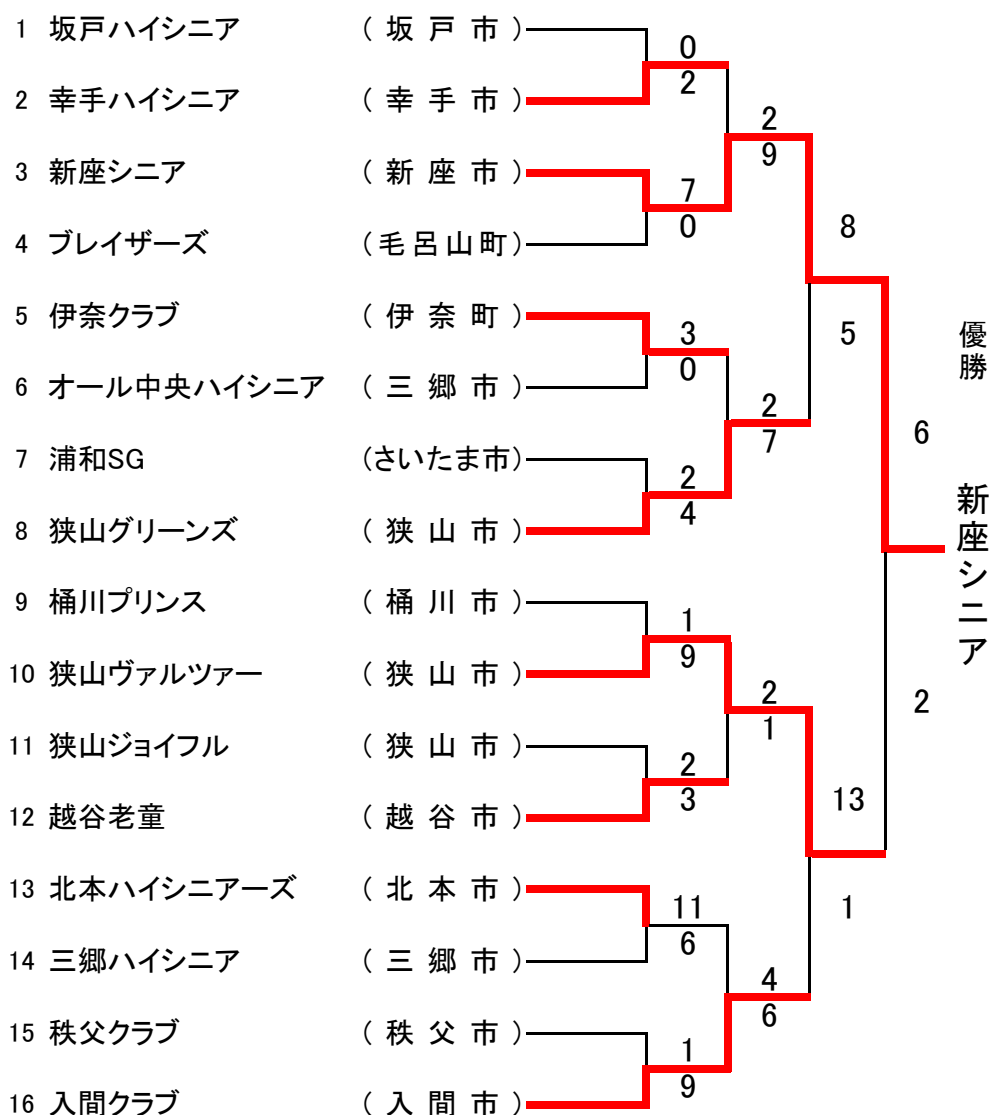 1 坂戸ハイシニア (坂戸市)
2 幸手ハイシニア (幸手市)
3 新座シニア (新座市)
4 ブレイザーズ (毛呂山町)
5 伊奈クラブ (伊奈町)
6 オール中央ハイシニア (三郷市)
7 浦和SG (さいたま市)
8 狭山グリーンズ (狭山市)
9 桶川プリンス (桶川市)
10 狭山ヴァルツァー (狭山市)
11 狭山ジョイフル (狭山市)
12 越谷老童 (越谷市)
13 北本ハイシニアーズ (北本市)
14 三郷ハイシニア (三郷市)
15 秩父クラブ (秩父市)
16 入間クラブ (入間市)
0
2
7
0
3
0
2
4
1
9
2
3
11
6
1
9
2
9
2
7
2
1
4
6
8
5
13
1
6
2
優勝
新座シニア